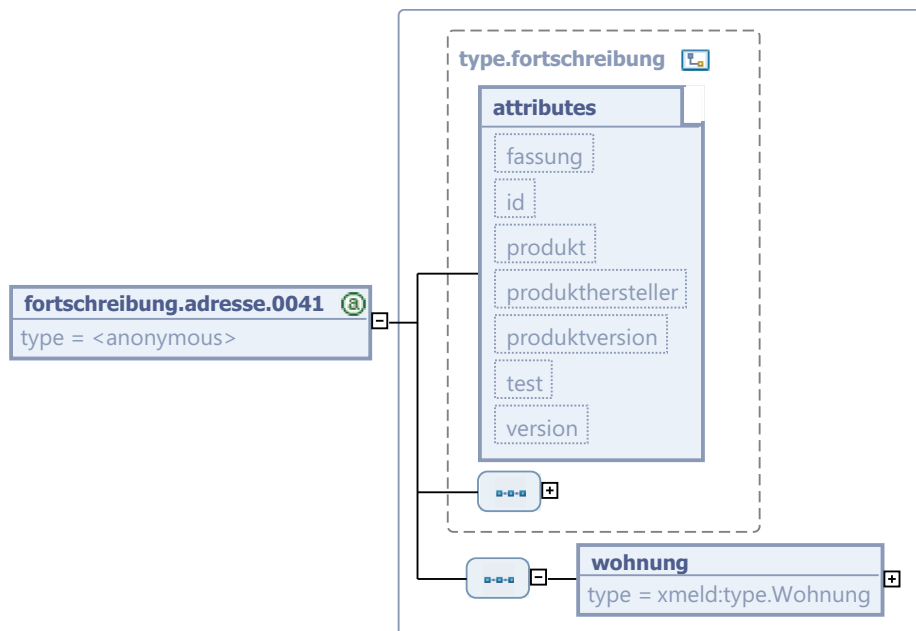 type.fortschreibung
attributes
fassung
id
produkt
produkthersteller
produktversion
test
version
fortschreibung.adresse.0041 @
type = <anonymous>
wohnung
type = xmeld:type.Wohnung